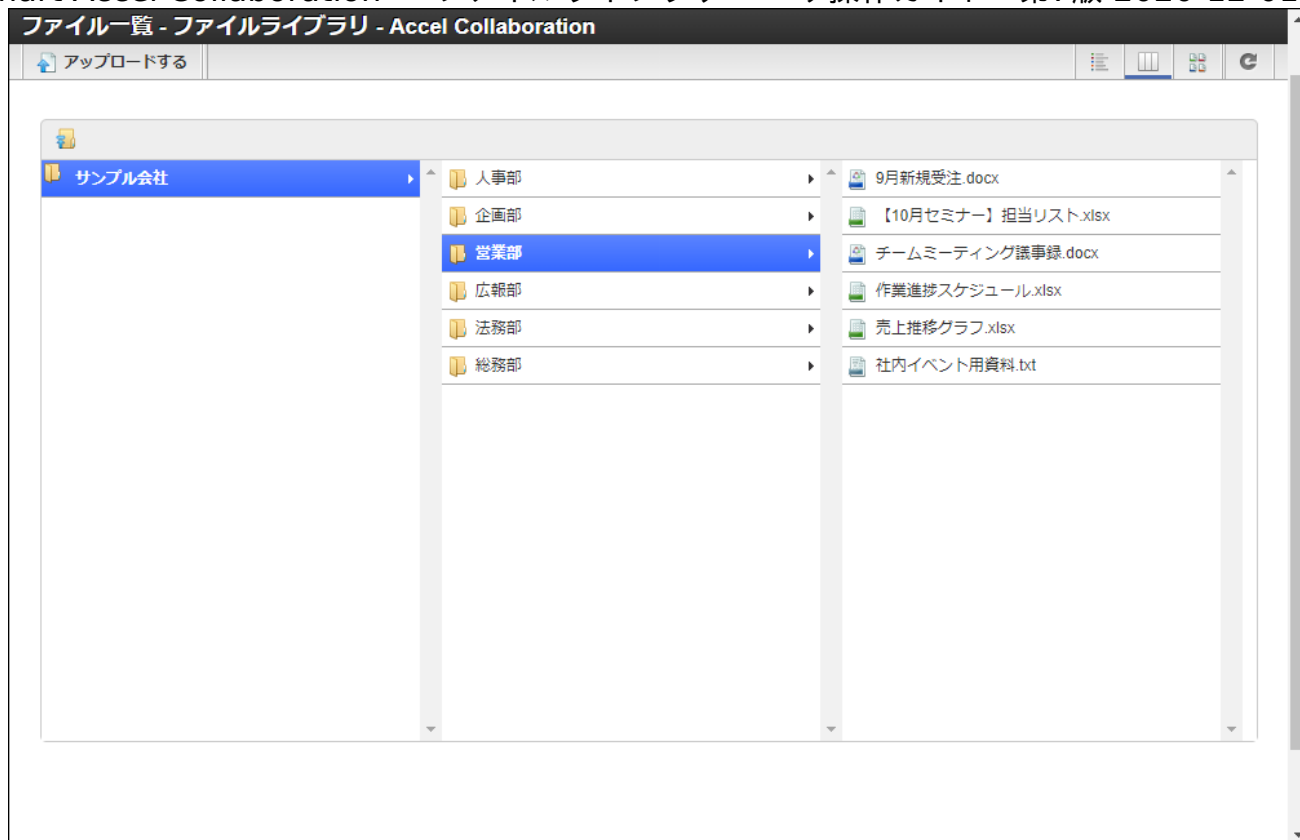 ファイル一覧 - ファイルライブラリ - Accel Collaboration
アップロードする
サンプル会社
人事部
企画部
営業部
広報部
法務部
総務部
9月新規受注.docx
【10月セミナー】担当リスト.xlsx
チームミーティング議事録.docx
作業進捗スケジュール.xlsx
売上推移グラフ.xlsx
社内イベント用資料.txt